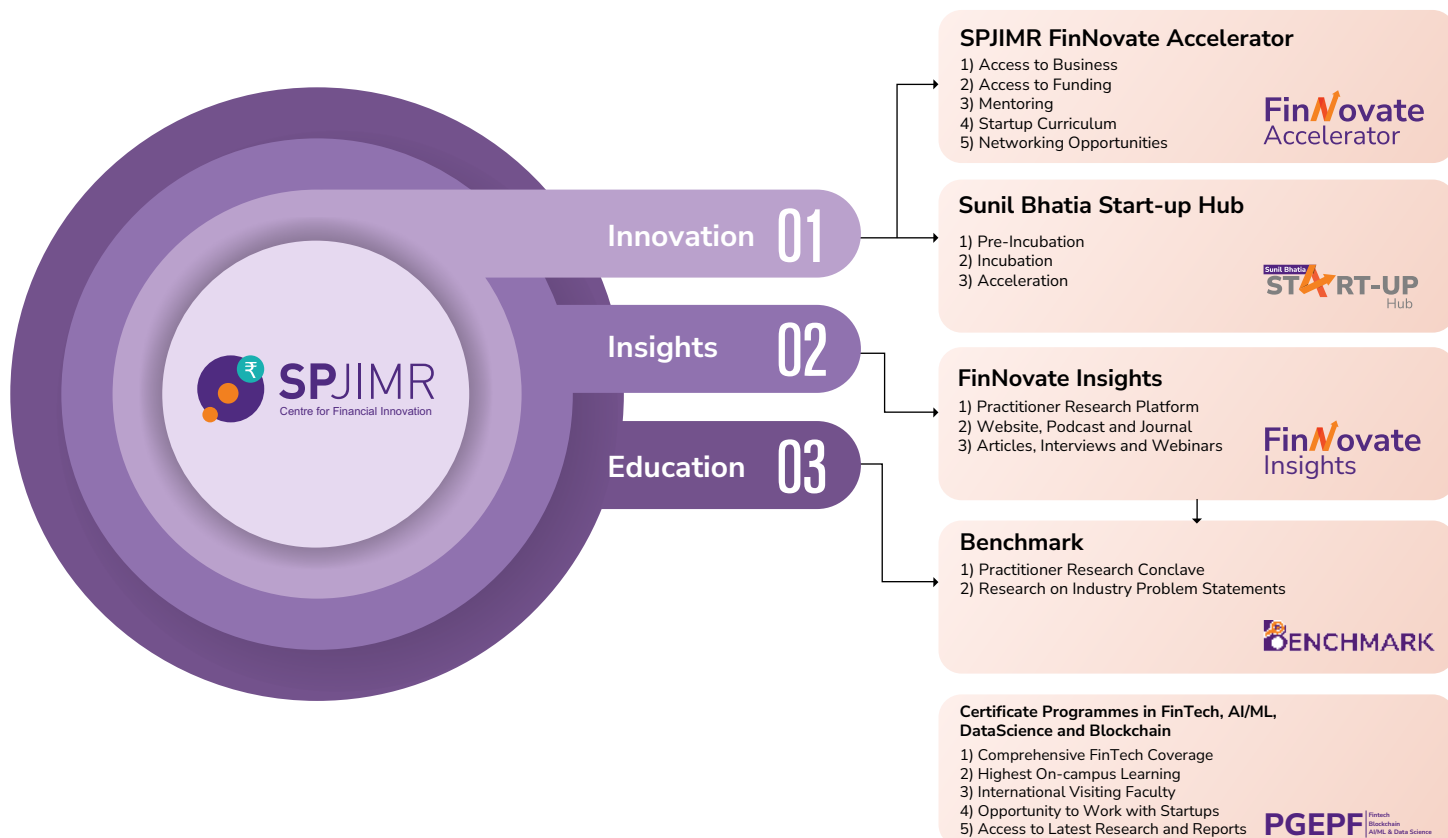 SPJIMR
Centre for Financial Innovation
₹
Innovation 01
Insights 02
Education 03
SPJIMR FinNovate Accelerator
1) Access to Business
2) Access to Funding
3) Mentoring
4) Startup Curriculum
5) Networking Opportunities
FinNovate
Accelerator
Sunil Bhatia Start-up Hub
1) Pre-Incubation
2) Incubation
3) Acceleration
Sunil Bhatia
START-UP
Hub
FinNovate Insights
1) Practitioner Research Platform
2) Website, Podcast and Journal
3) Articles, Interviews and Webinars
FinNovate
Insights
Benchmark
1) Practitioner Research Conclave
2) Research on Industry Problem Statements
BENCHMARK
Certificate Programmes in FinTech, AI/ML,
DataScience and Blockchain
1) Comprehensive FinTech Coverage
2) Highest On-campus Learning
3) International Visiting Faculty
4) Opportunity to Work with Startups
5) Access to Latest Research and Reports
PGEPF
Fintech
Blockchain
AI/ML & Data Science